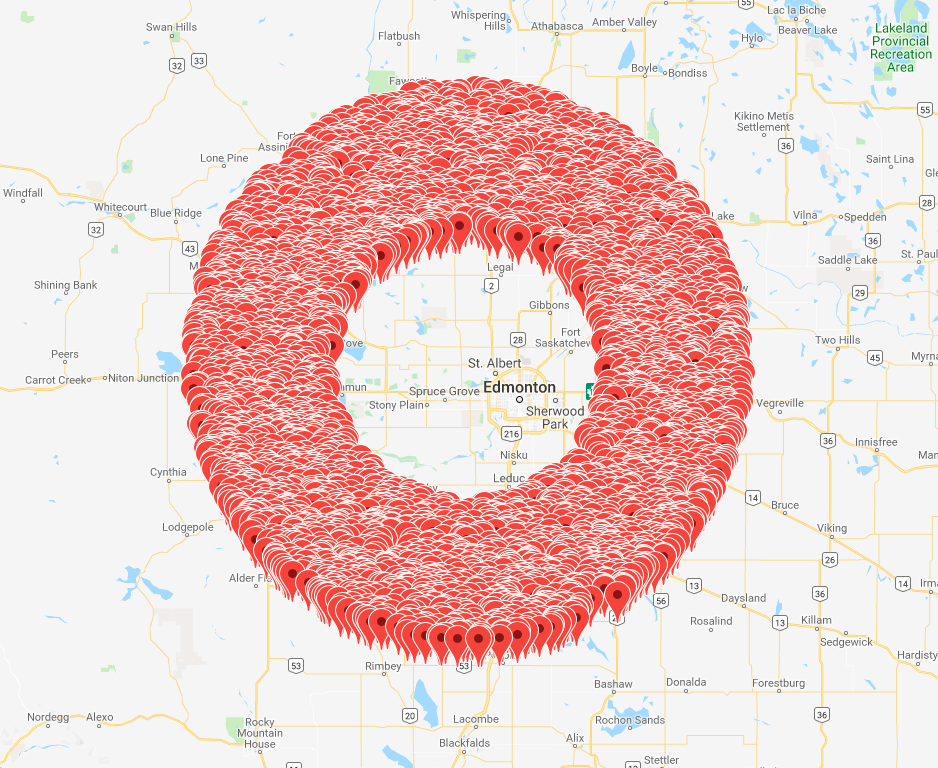 55
Lac la Biche
Whispering
Hills
Amber Valley
Swan Hills
Athabasca
Beaver Lake
Lakeland
Provincial
Recreation
Area
Flatbush
Hylo
33
32
Boyle
Bondiss
Fawcett
55
Kikino Metis
Settlement
36
Lone Pine
Saint Lina
Windfall
Whitecourt
Blue Ridge
28
Lake
Vilna
Spedden
32
43
36
Saddle Lake
St. Paul
Legal
Shining Bank
2
29
Gibbons
Fort
Saskatchew
28
Two Hills
Peers
45
St. Albert
Carrot Creek
Niton Junction
Spruce Grove
Edmonton
Stony Plain
Sherwood
Park
Vegreville
216
36
Innisfree
Nisku
Cynthia
Leduc
14
Bruce
Lodgepole
Viking
26
Alder
13
14
36
56
Daysland
Rosalind
13
Killam
Sedgewick
Hardisty
Rimbey
53
53
Bashaw
Donalda
Forestburg
20
36
Nordegg
Alexo
Rocky
Mountain
House
Lacombe
Rochon Sands
Blackfalds
Alix
Stettler